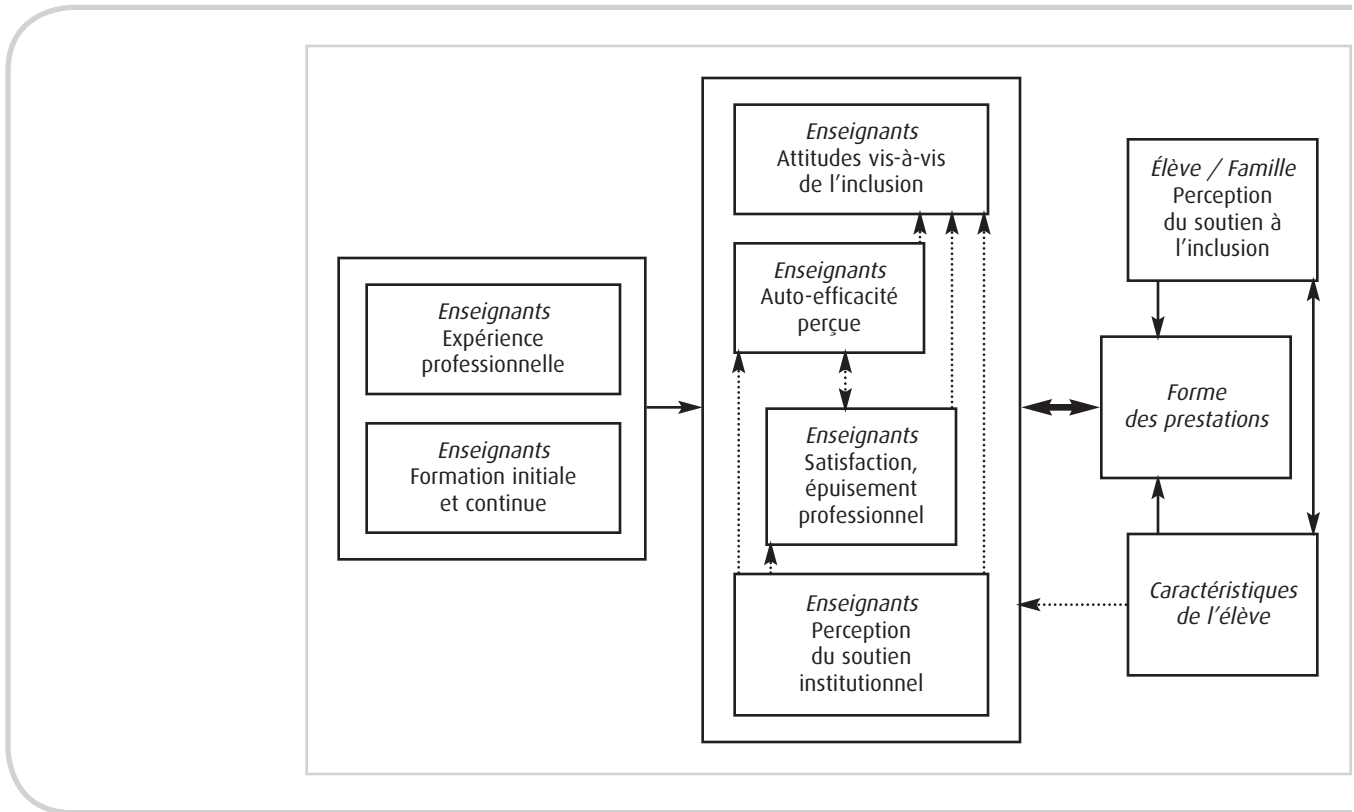 Enseignants
Expérience
professionnelle
Enseignants
Formation initiale
et continue
Enseignants
Attitudes vis-à-vis
de l'inclusion
Enseignants
Auto-efficacité
perçue
Enseignants
Satisfaction,
épuisement
professionnel
Enseignants
Perception
du soutien
institutionnel
Élève / Famille
Perception
du soutien à
l'inclusion
Forme
des prestations
Caractéristiques
de l'élève